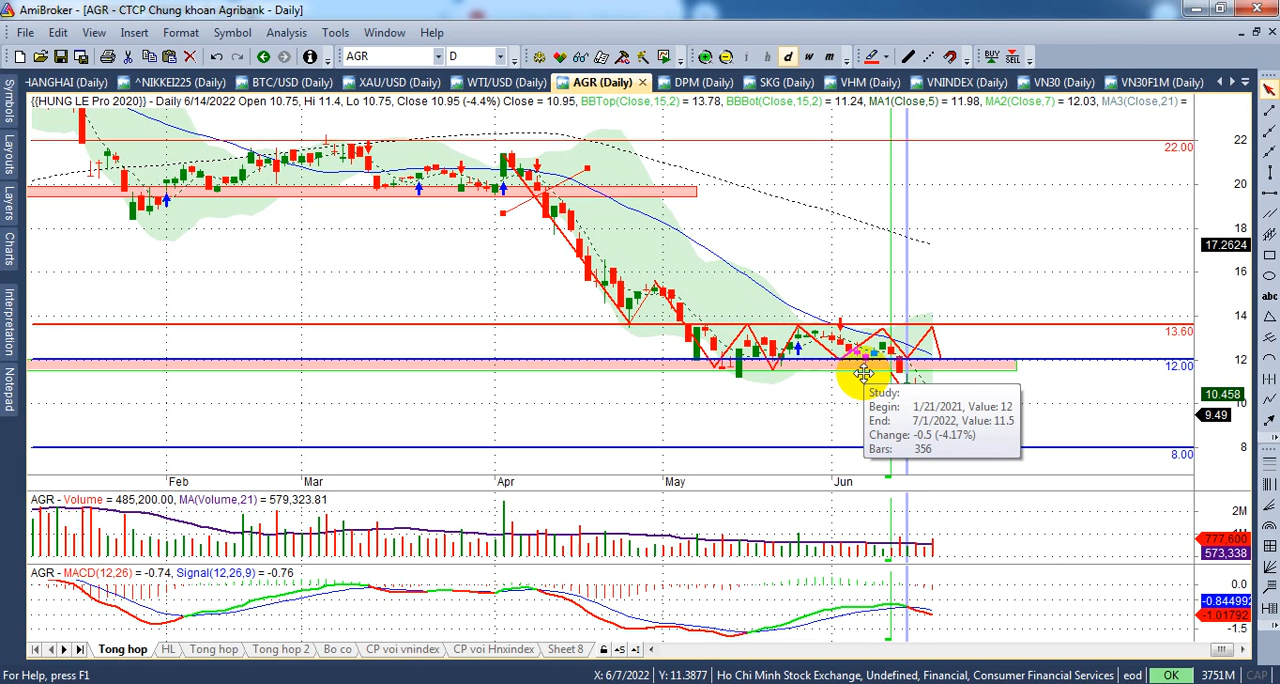 AmiBroker - [AGR - CTCP Chung khoan Agribank - Daily]
File Edit View Insert Format Symbol Analysis Tools Window Help
AGR D i h d w m BUY SELL abc
HANGHAI (Daily) ^NIKKEI225 (Daily) BTC/USD (Daily) XAU/USD (Daily) WTI/USD (Daily) AGR (Daily) DPM (Daily) SKG (Daily) VHM (Daily) VNINDEX (Daily) VN30 (Daily) VN30F1M (Daily)
Symbols
Layouts
Layers
Charts
Interpretation
Notepad
{{HUNG LE Pro 2020}} - Daily 6/14/2022 Open 10.75, Hi 11.4, Lo 10.75, Close 10.95 (-4.4%) Close = 10.95, BBTop(Close,15,2) = 13.78, BBBot(Close,15,2) = 11.24, MA1(Close,5) = 11.98, MA2(Close,7) = 12.03, MA3(Close,21) =
22
22.00
20
18
17.2624
16
14
13.60
12
12.00
10.458
10
9.49
8
8.00
Study:
Begin: 1/21/2021, Value: 12
End: 7/1/2022, Value: 11.5
Change: -0.5 (-4.17%)
Bars: 356
Feb Mar Apr May Jun
AGR - Volume = 485,200.00, MA(Volume,21) = 579,323.81
2M
777,600
573,338
AGR - MACD(12,26) = -0.74, Signal(12,26,9) = -0.76
0.0
-0.844992
-1.01792
-1.5
Tong hop HL Tong hop Tong hop 2 Bo co CP voi vnindex CP voi Hnxindex Sheet 8
For Help, press F1 X: 6/7/2022 Y: 11.3877 Ho Chi Minh Stock Exchange, Undefined, Financial, Consumer Financial Services eod OK 3751M CAP